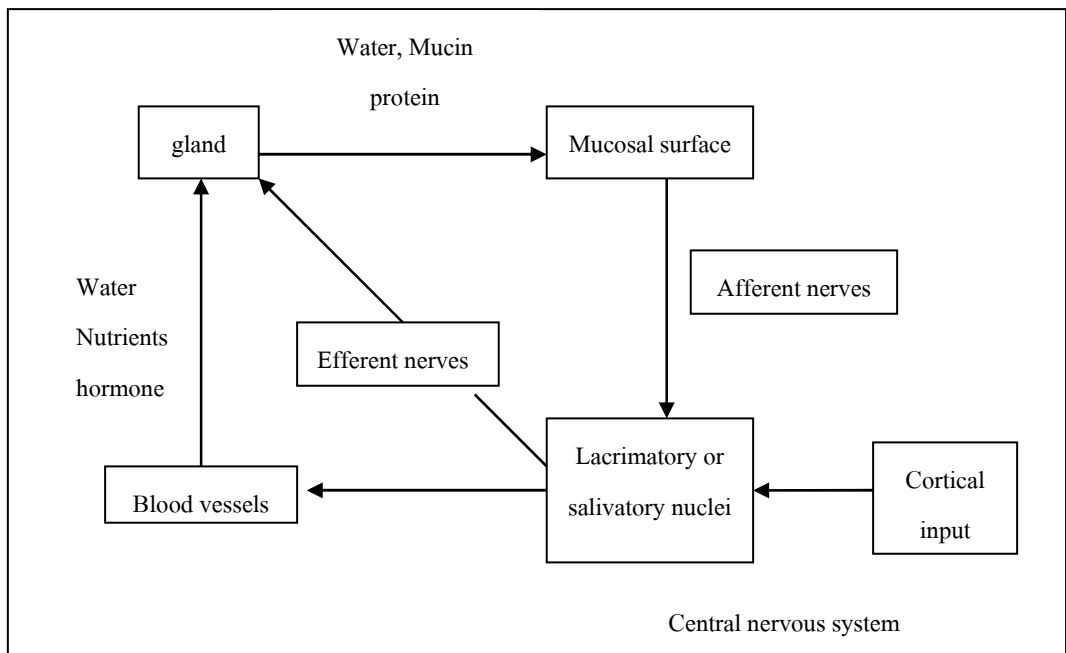 Water, Mucin
protein
gland
Mucosal surface
Water
Nutrients
hormone
Afferent nerves
Efferent nerves
Lacrimatory or
salivatory nuclei
Cortical
input
Blood vessels
Central nervous system